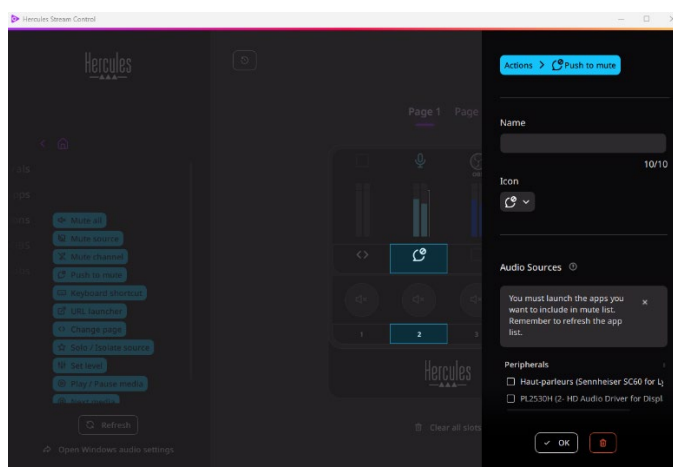 Hercules Stream Control
Hercules
Page 1 Page
Mute all
Mute source
Mute channel
Push to mute
Keyboard shortcut
URL launcher
Change page
Solo / Isolate source
Set level
Play / Pause media
Next media
Refresh
Open Windows audio settings
1 2 3
Hercules
Clear all slots
Actions > Push to mute
Name
10/10
Icon
Audio Sources
You must launch the apps you
want to include in mute list.
Remember to refresh the app
list.
Peripherals
Haut-parleurs (Sennheiser SC60 for Ly
PL2530H (2- HD Audio Driver for Displ
OK